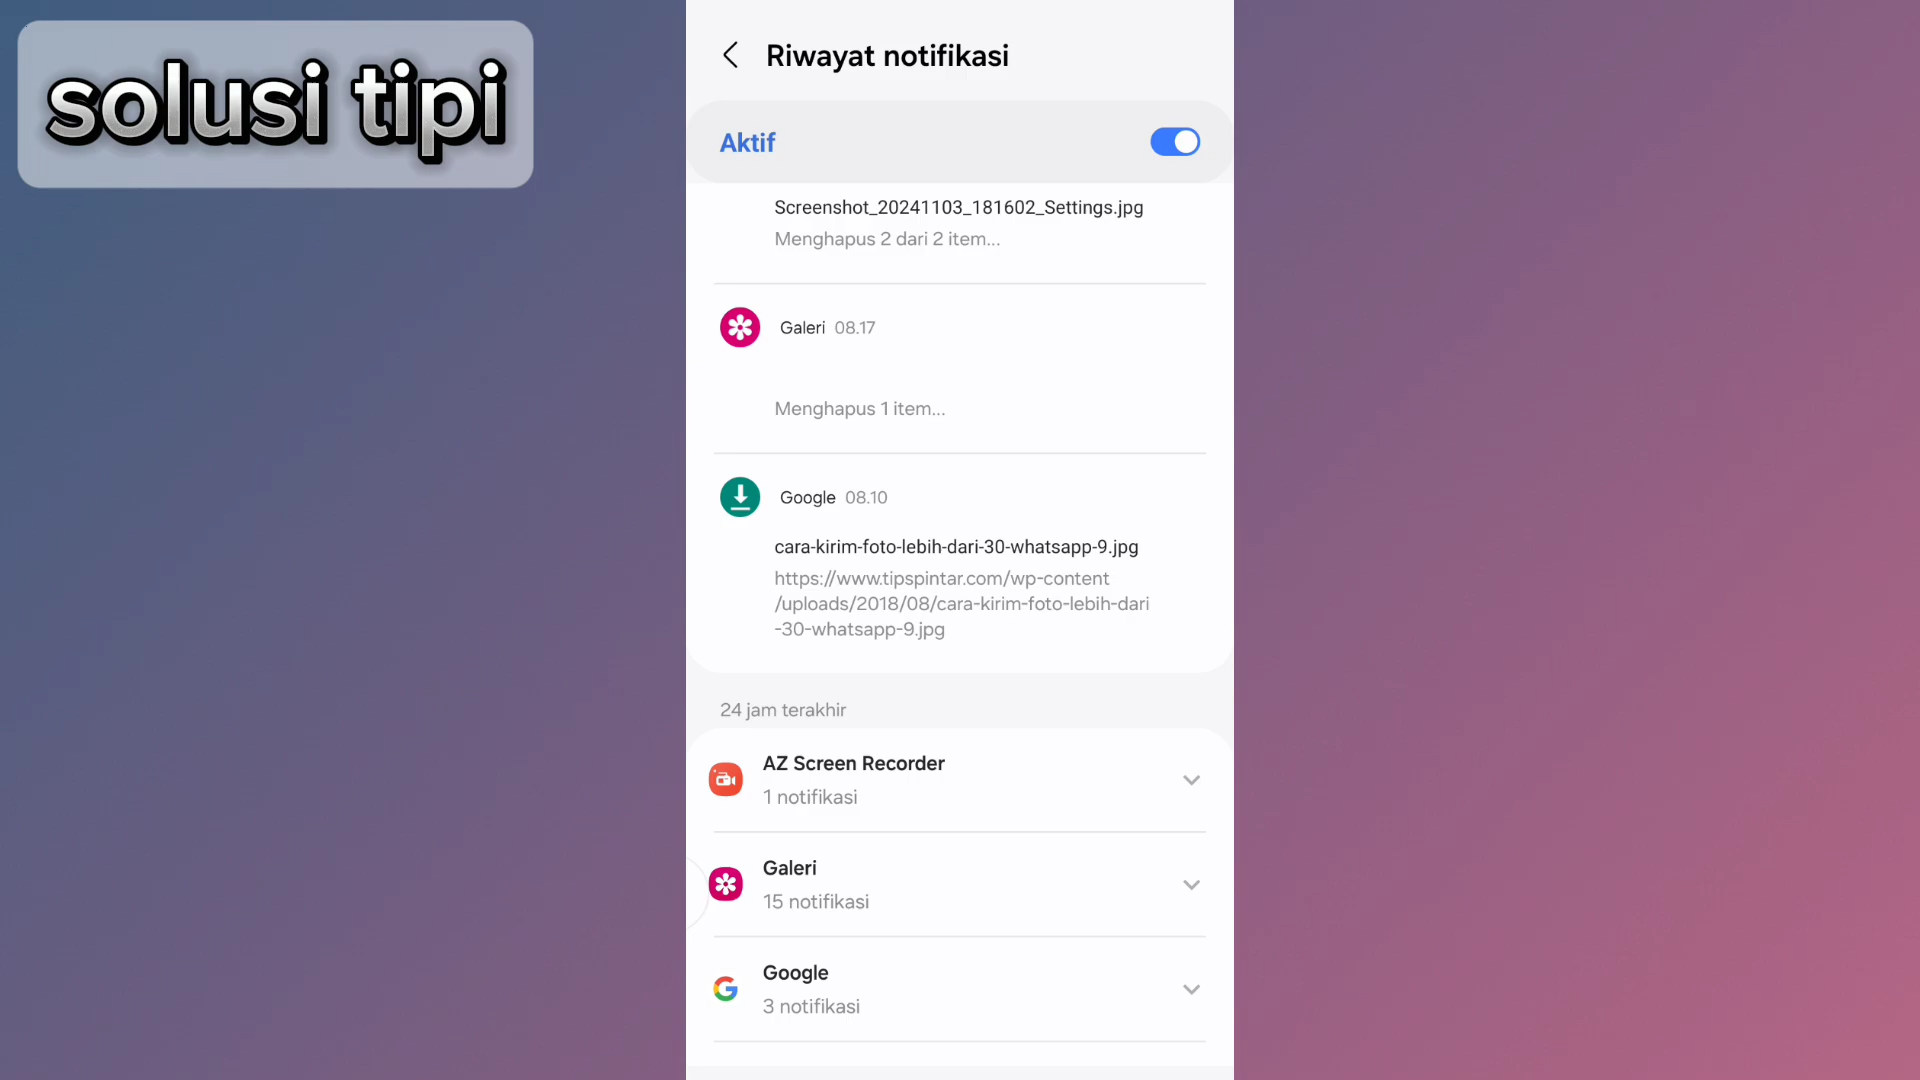 solusi tipi
Riwayat notifikasi
Aktif
Screenshot_20241103_181602_Settings.jpg
Menghapus 2 dari 2 item...
Galeri 08.17
Menghapus 1 item...
Google 08.10
cara-kirim-foto-lebih-dari-30-whatsapp-9.jpg
https://www.tipspintar.com/wp-content
/uploads/2018/08/cara-kirim-foto-lebih-dari
-30-whatsapp-9.jpg
24 jam terakhir
AZ Screen Recorder
1 notifikasi
Galeri
15 notifikasi
Google
3 notifikasi